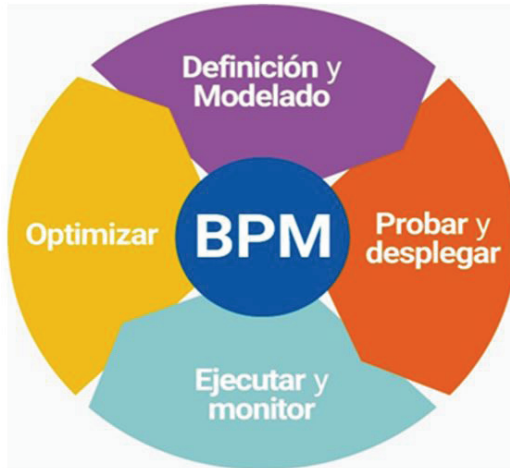 Definición y
Modelado
Optimizar
BPM
Probar y
desplegar
Ejecutar y
monitor